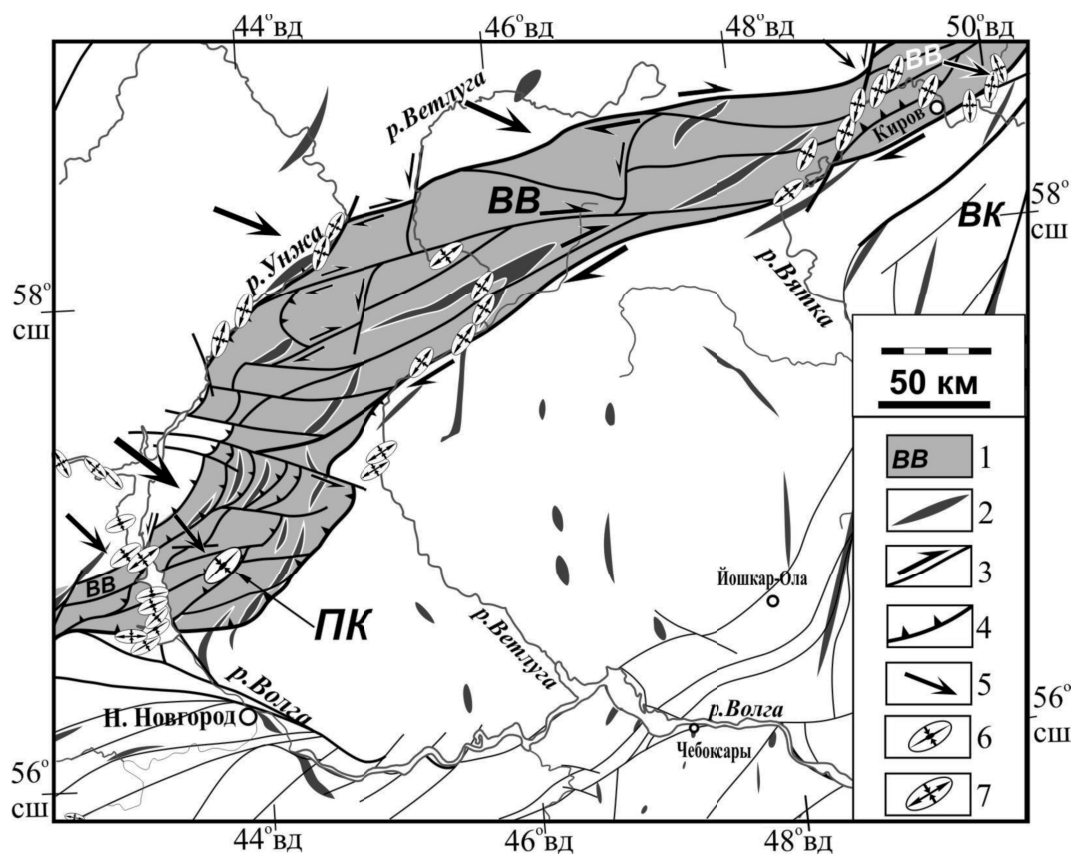 44°вд
46°вд
48°вд
50°вд
ВВ
р.Ветлуга
Киров
58°
сш
ВК
ВВ
р.Унжа
р.Вятка
58°
сш
50 км
ВВ
1
2
3
4
5
6
7
Йошкар-Ола
ВВ
ПК
р.Ветлуга
р.Волга
Н. Новгород
р.Волга
Чебоксары
56°
сш
56°
сш
44°вд
46°вд
48°вд